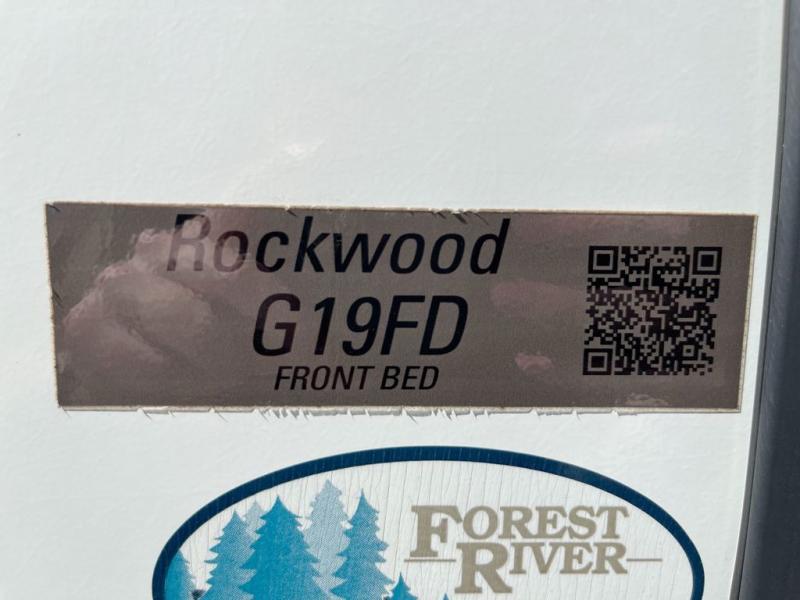 Rockwood
G19FD
FRONT BED
FOREST
RIVER